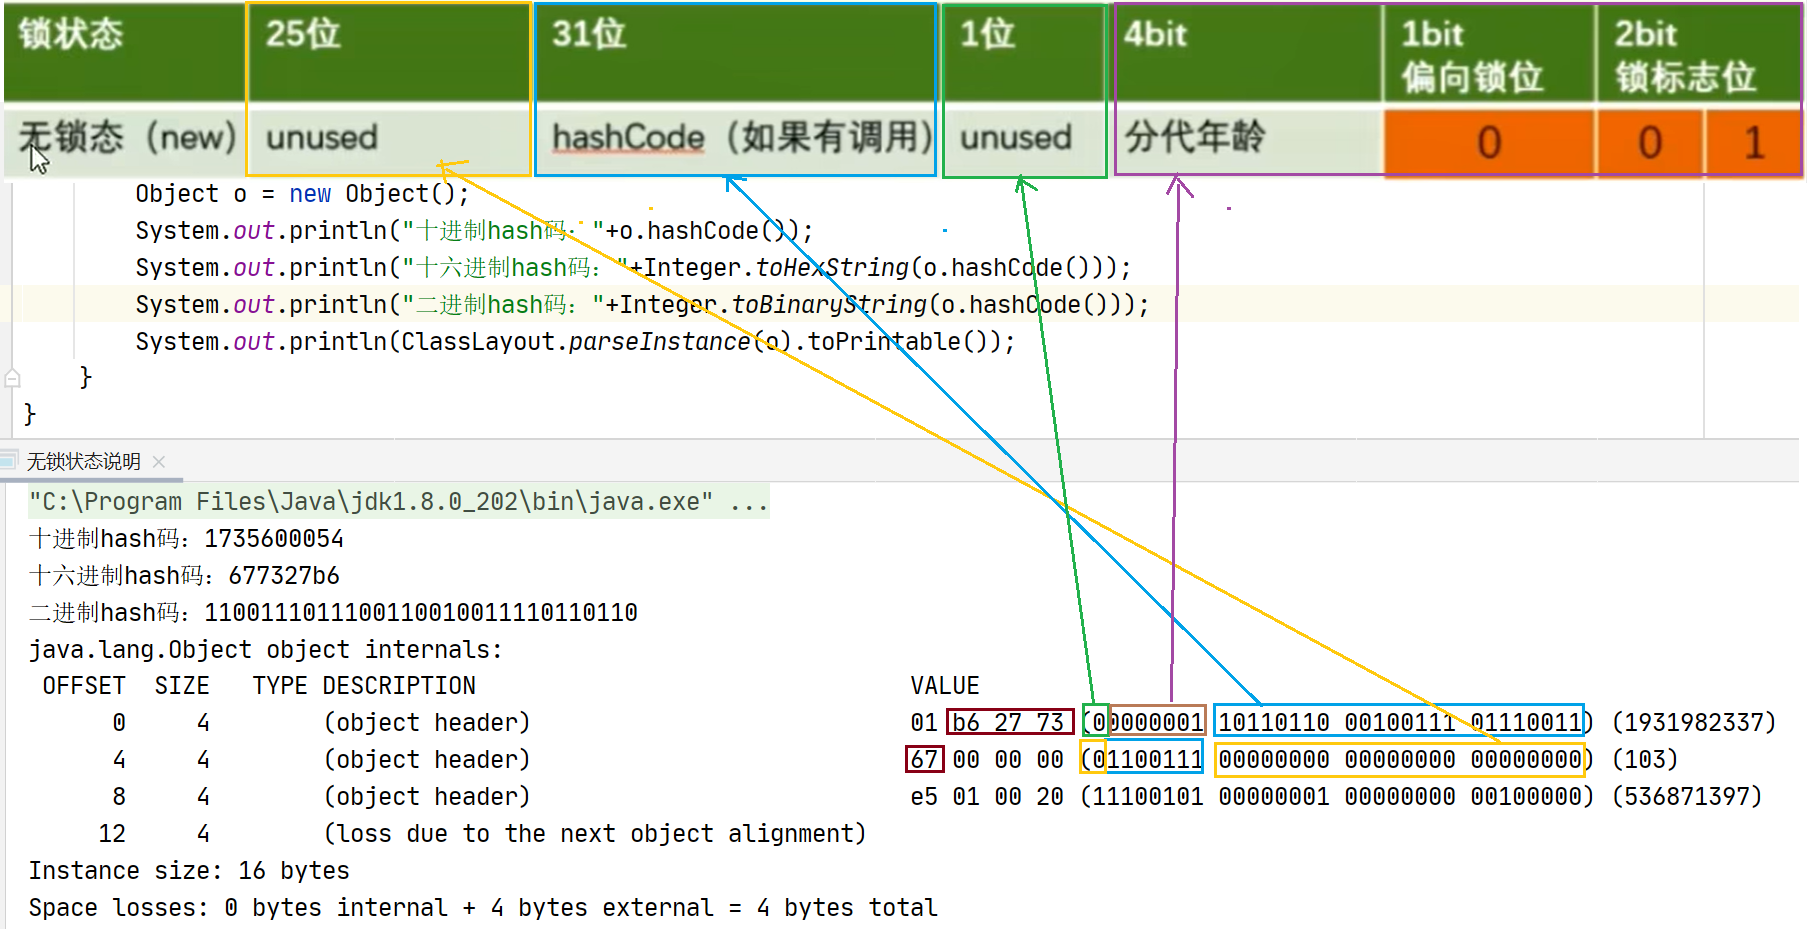 锁状态 25位 31位 1位 4bit 1bit 偏向锁位 2bit 锁标志位
无锁态（new） unused hashCode（如果有调用） unused 分代年龄 0 0 1
Object o = new Object();
System.out.println("十进制hash码："+o.hashCode());
System.out.println("十六进制hash码："+Integer.toHexString(o.hashCode()));
System.out.println("二进制hash码："+Integer.toBinaryString(o.hashCode()));
System.out.println(ClassLayout.parseInstance(o).toPrintable());
}
}
无锁状态说明
"C:\Program Files\Java\jdk1.8.0_202\bin\java.exe" ...
十进制hash码：1735600054
十六进制hash码：677327b6
二进制hash码：1100111011100110010011110110110
java.lang.Object object internals:
OFFSET SIZE TYPE DESCRIPTION VALUE
0 4 (object header) 01 b6 27 73 (00000001 10110110 00100111 01110011) (1931982337)
4 4 (object header) 67 00 00 00 (01100111 00000000 00000000 00000000) (103)
8 4 (object header) e5 01 00 20 (11100101 00000001 00000000 00100000) (536871397)
12 4 (loss due to the next object alignment)
Instance size: 16 bytes
Space losses: 0 bytes internal + 4 bytes external = 4 bytes total